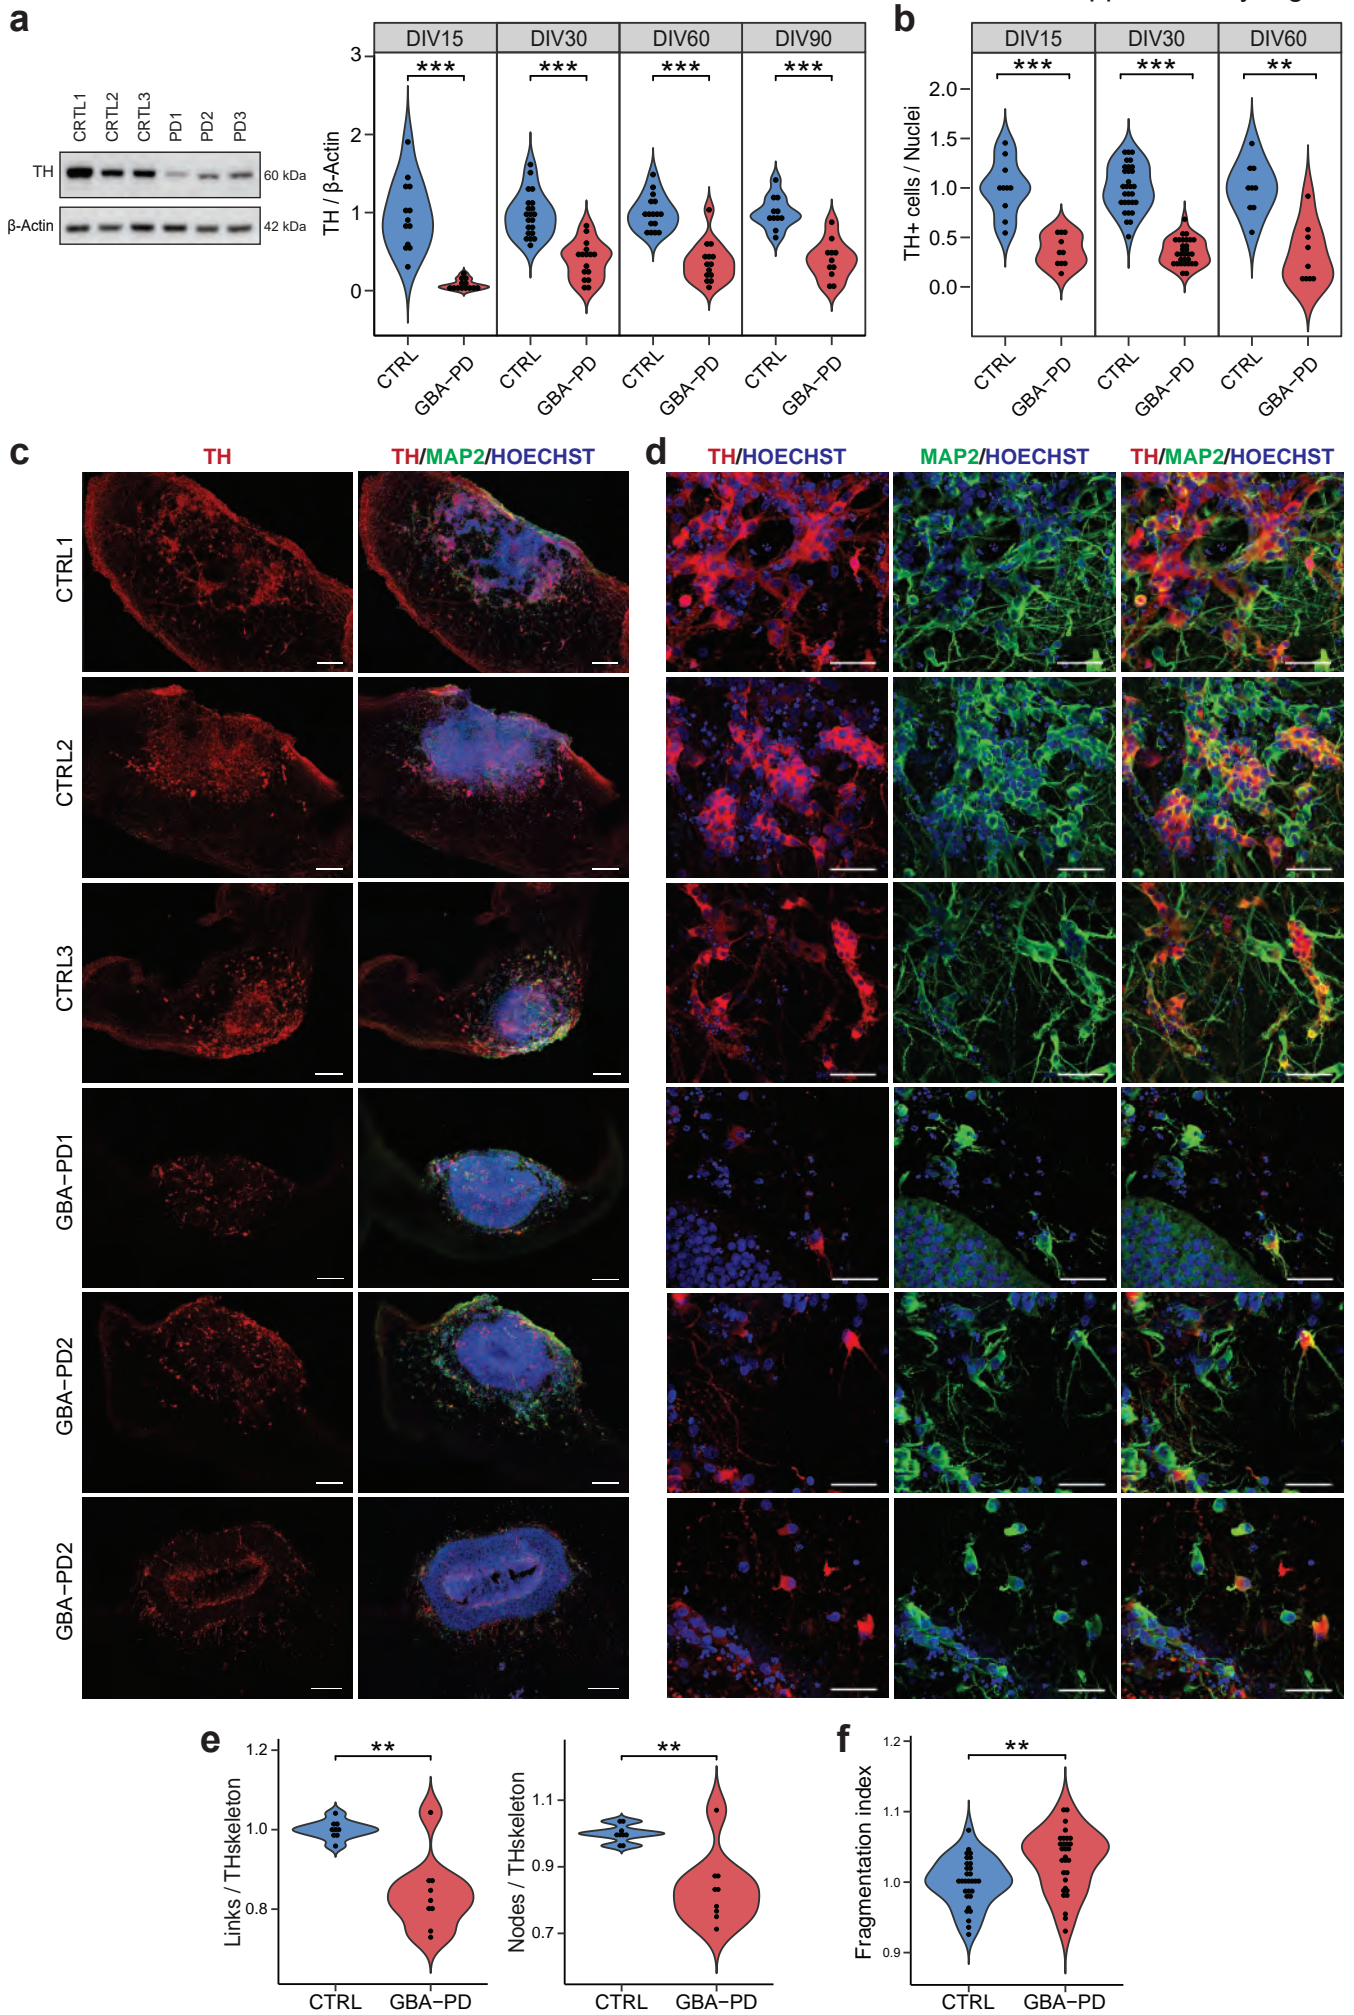 a
CRTL1 CRTL2 CRTL3 PD1 PD2 PD3
TH
60 kDa
β-Actin
42 kDa
TH / β-Actin
DIV15 DIV30 DIV60 DIV90
*** *** *** ***
3
2
1
0
CTRL GBA-PD CTRL GBA-PD CTRL GBA-PD CTRL GBA-PD
b
TH+ cells / Nuclei
DIV15 DIV30 DIV60
*** *** **
2.0
1.5
1.0
0.5
0.0
CTRL GBA-PD CTRL GBA-PD CTRL GBA-PD
c
TH TH/MAP2/HOECHST
CTRL1
CTRL2
CTRL3
GBA-PD1
GBA-PD2
GBA-PD2
d
TH/HOECHST MAP2/HOECHST TH/MAP2/HOECHST
e
Links / THskeleton
**
1.2
1.0
0.8
CTRL GBA-PD
Nodes / THskeleton
**
1.1
0.9
0.7
CTRL GBA-PD
f
Fragmentation index
**
1.2
1.1
1.0
0.9
CTRL GBA-PD